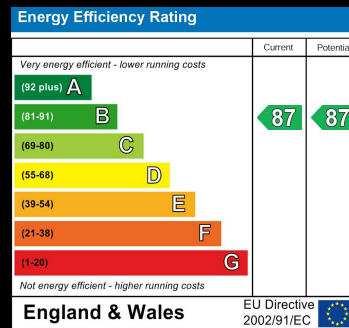 Energy Efficiency Rating
Current Potentia
Very energy efficient - lower running costs
(92 plus) A
(81-91) B 87 87
(69-80) C
(55-68) D
(39-54) E
(21-38) F
(1-20) G
Not energy efficient - higher running costs
England & Wales
EU Directive
2002/91/EC